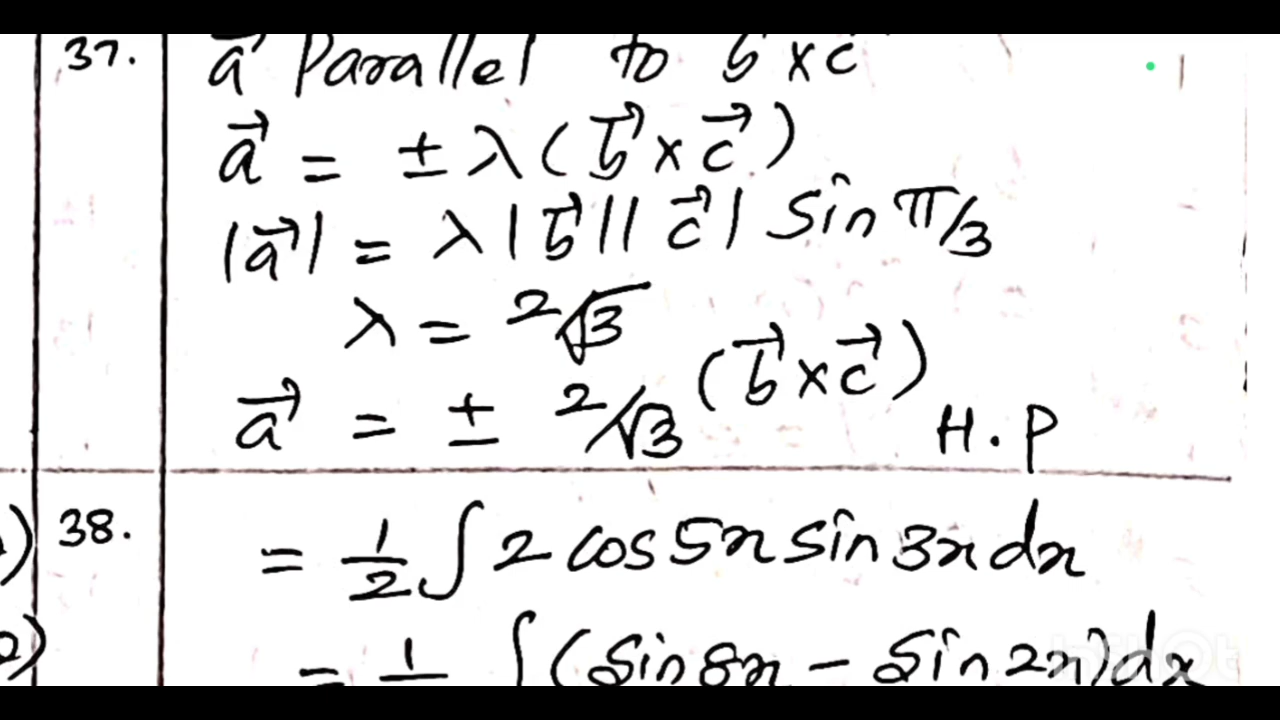 37. a⃗ Parallel to b⃗ × c⃗
a⃗ = ± λ ( b⃗ × c⃗ )
|a⃗| = λ |b⃗| |c⃗| Sin π/3
λ = 2/√3
a⃗ = ± 2/√3 ( b⃗ × c⃗ ) H.P
38. = 1/2 ∫ 2 cos 5x sin 3x dx
= 1 ∫ (Sin 8x − Sin 2x) dx